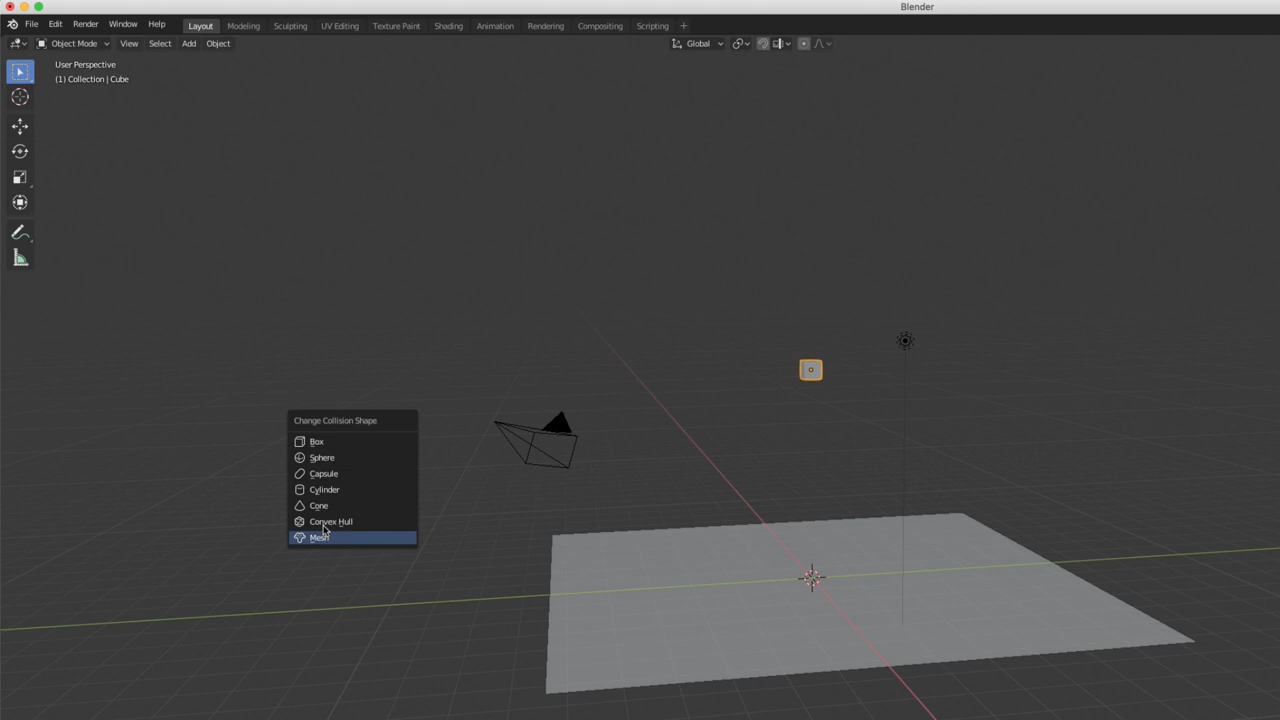 Blender
File Edit Render Window Help
Layout Modeling Sculpting UV Editing Texture Paint Shading Animation Rendering Compositing Scripting +
Object Mode View Select Add Object Global
User Perspective
(1) Collection | Cube
Change Collision Shape
Box
Sphere
Capsule
Cylinder
Cone
Convex Hull
Mesh